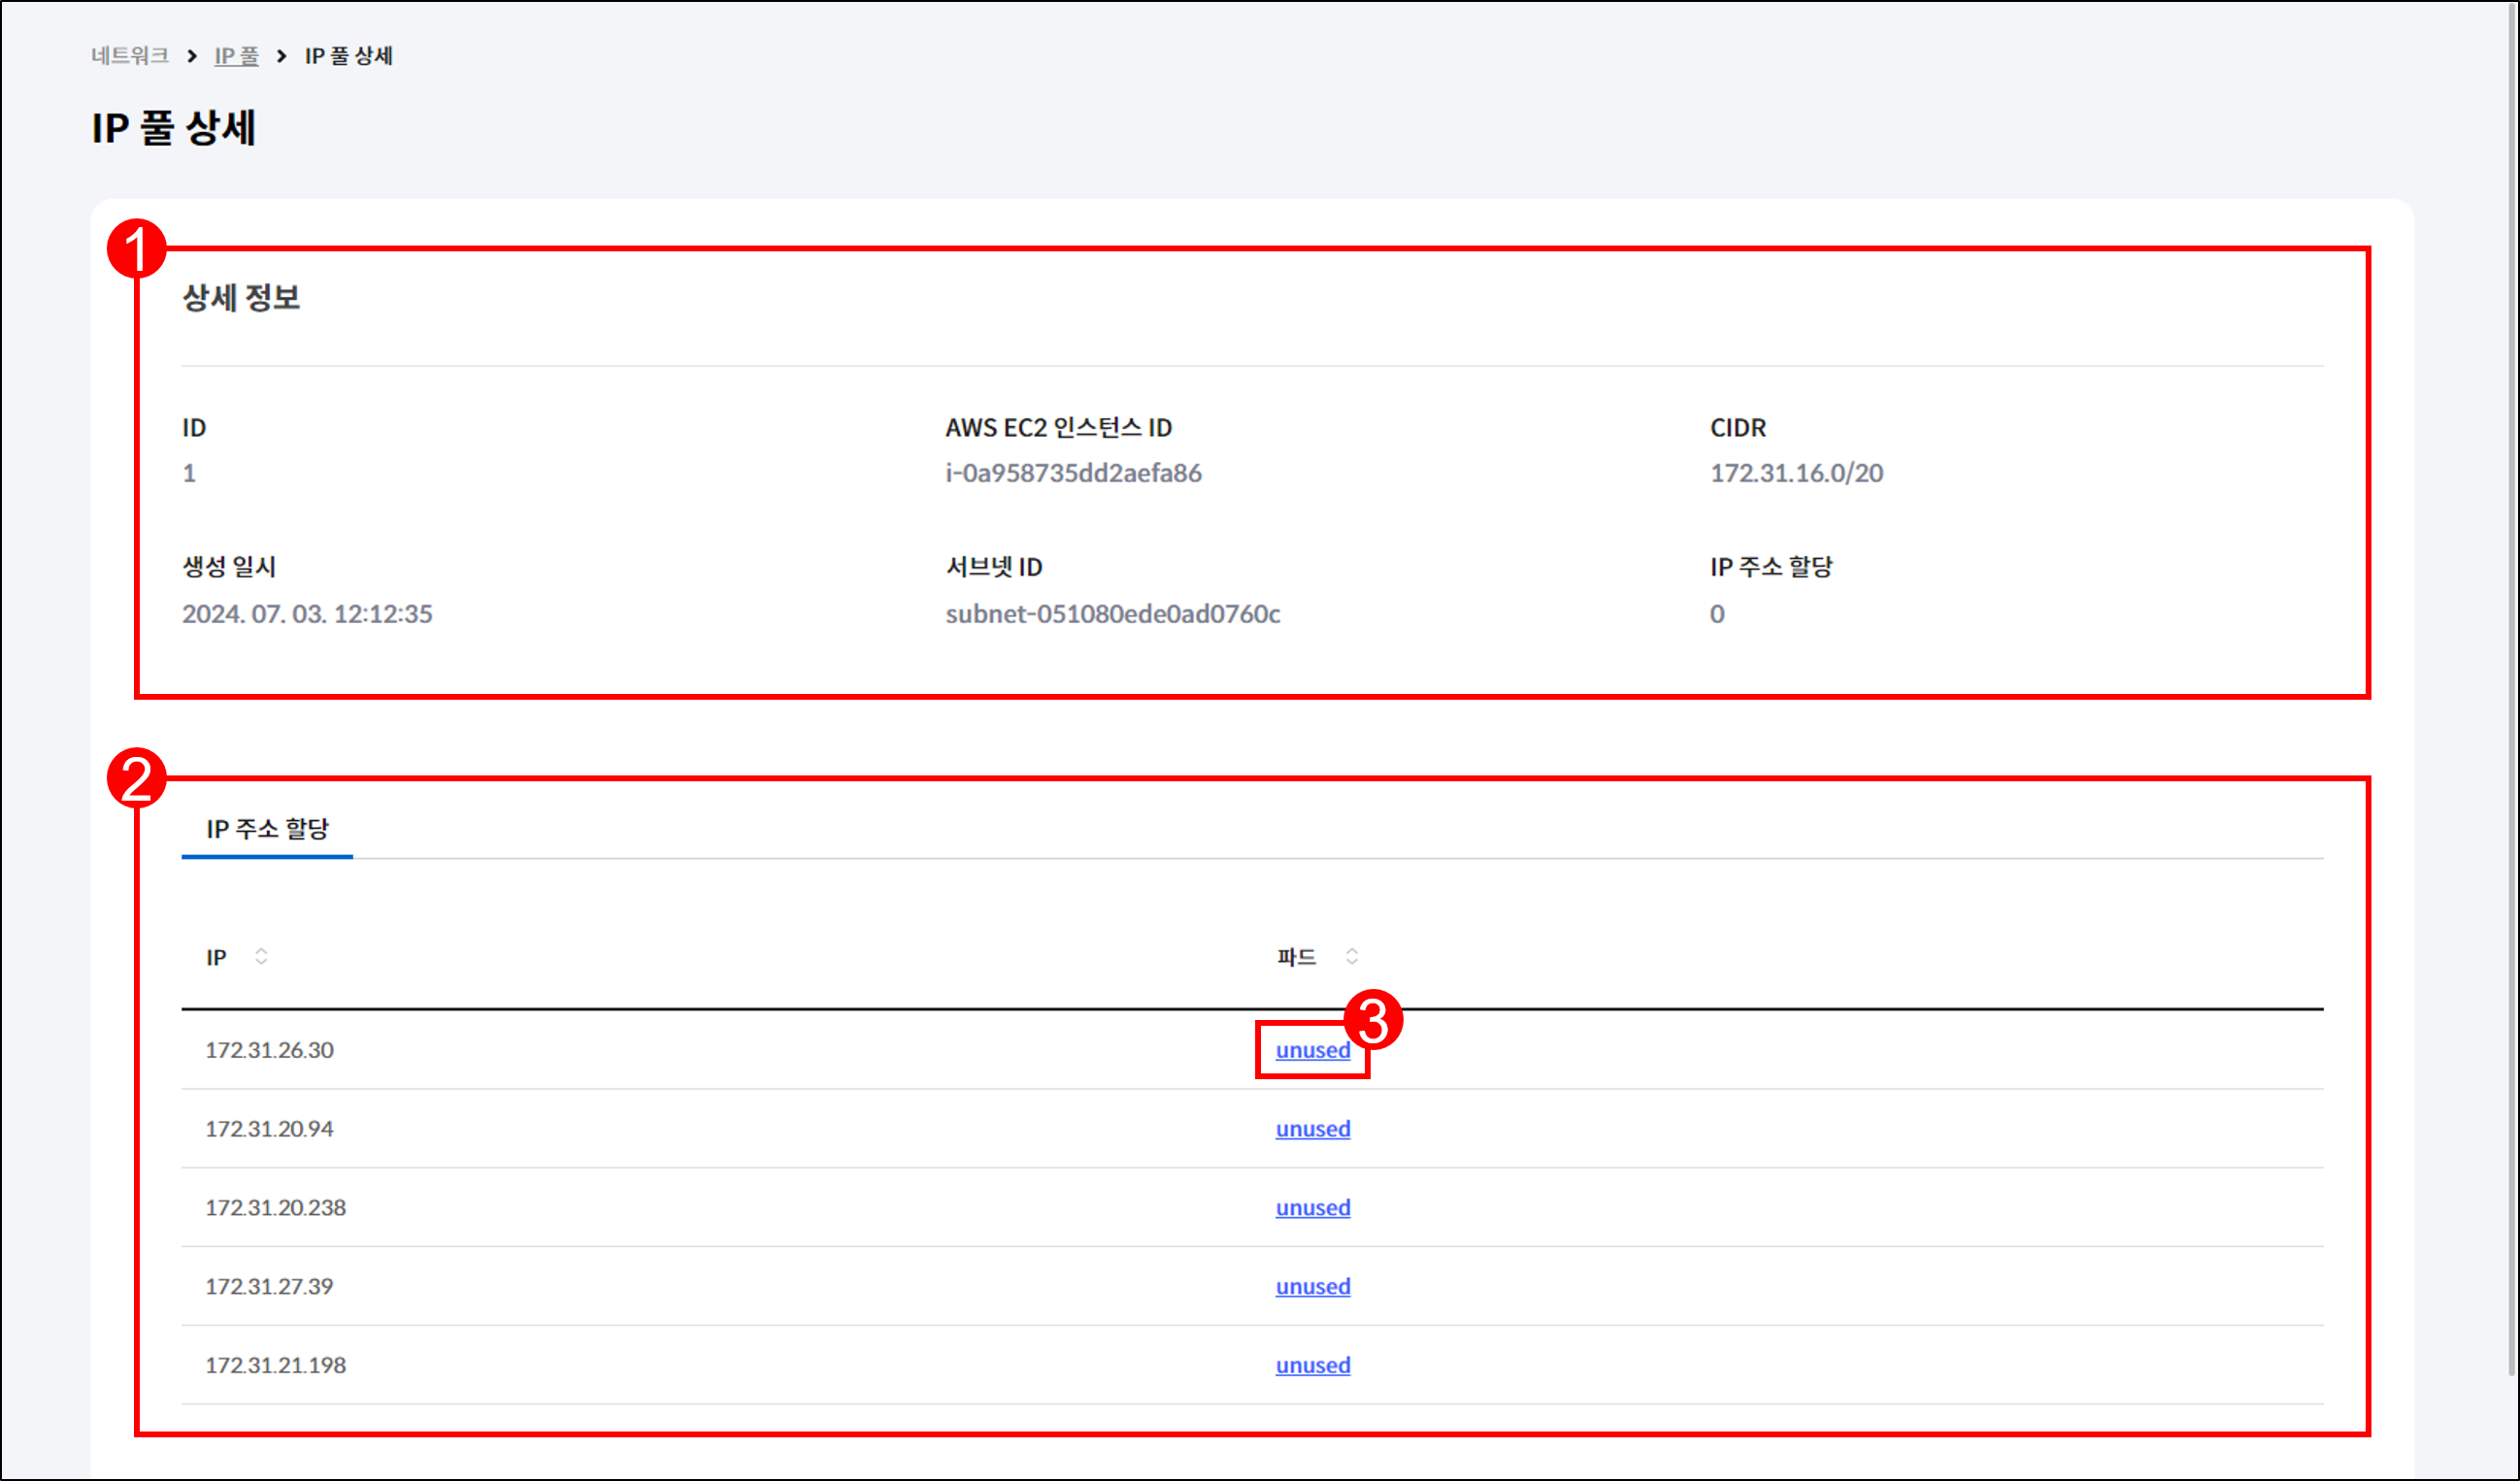 네트워크 > IP 풀 > IP 풀 상세
IP 풀 상세
1
상세 정보
ID AWS EC2 인스턴스 ID CIDR
1 i-0a958735dd2aefa86 172.31.16.0/20
생성 일시 서브넷 ID IP 주소 할당
2024. 07. 03. 12:12:35 subnet-051080ede0ad0760c 0
2
IP 주소 할당
IP 파드
3
172.31.26.30 unused
172.31.20.94 unused
172.31.20.238 unused
172.31.27.39 unused
172.31.21.198 unused